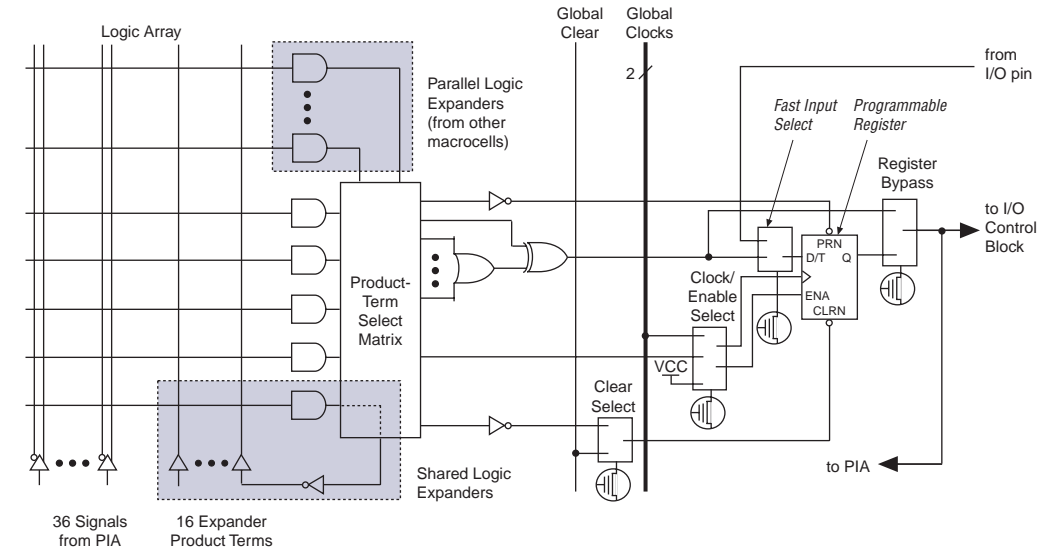 Logic Array
Global
Clear
Global
Clocks
2
from
I/O pin
Parallel Logic
Expanders
(from other
macrocells)
Fast Input
Select
Programmable
Register
Register
Bypass
to I/O
Control
Block
PRN
D/T
Q
ENA
CLRN
Clock/
Enable
Select
Product-
Term
Select
Matrix
VCC
Clear
Select
to PIA
Shared Logic
Expanders
36 Signals
from PIA
16 Expander
Product Terms